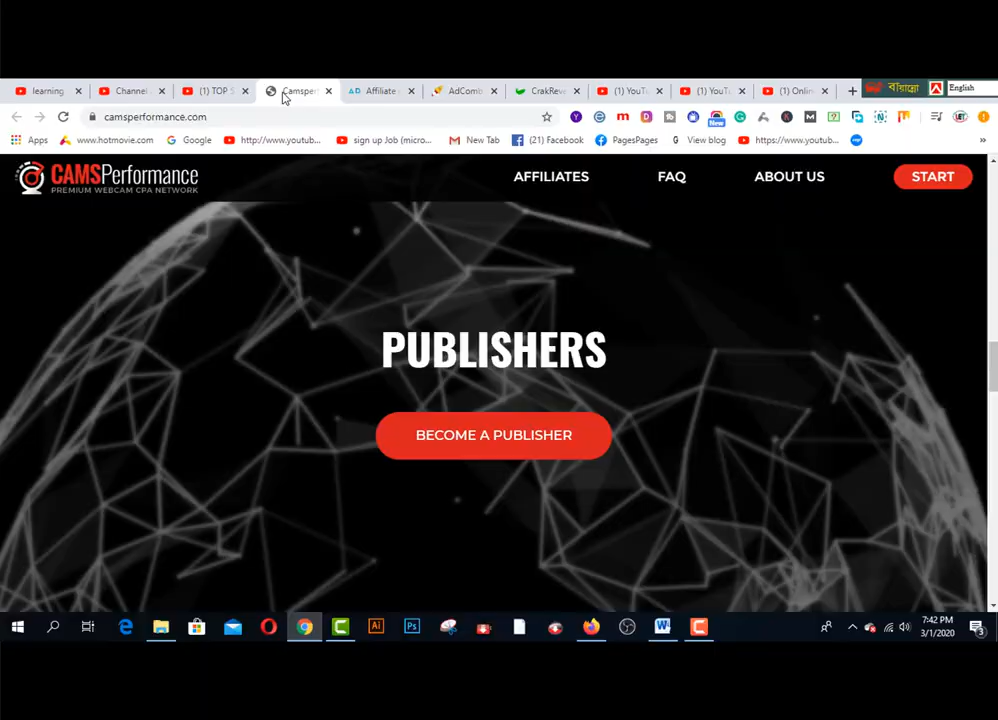 learning
Channel
(1) TOP S
Camsper
Affiliate
AdComb
CrakReve
(1) YouTu
(1) YouTu
(1) Onlin
বায়ান্নো
English
camsperformance.com
New
Apps
www.hotmovie.com
Google
http://www.youtub...
sign up Job (micro...
New Tab
(21) Facebook
PagesPages
View blog
https://www.youtub...
CAMSPerformance
PREMIUM WEBCAM CPA NETWORK
AFFILIATES
FAQ
ABOUT US
START
PUBLISHERS
BECOME A PUBLISHER
7:42 PM
3/1/2020
3